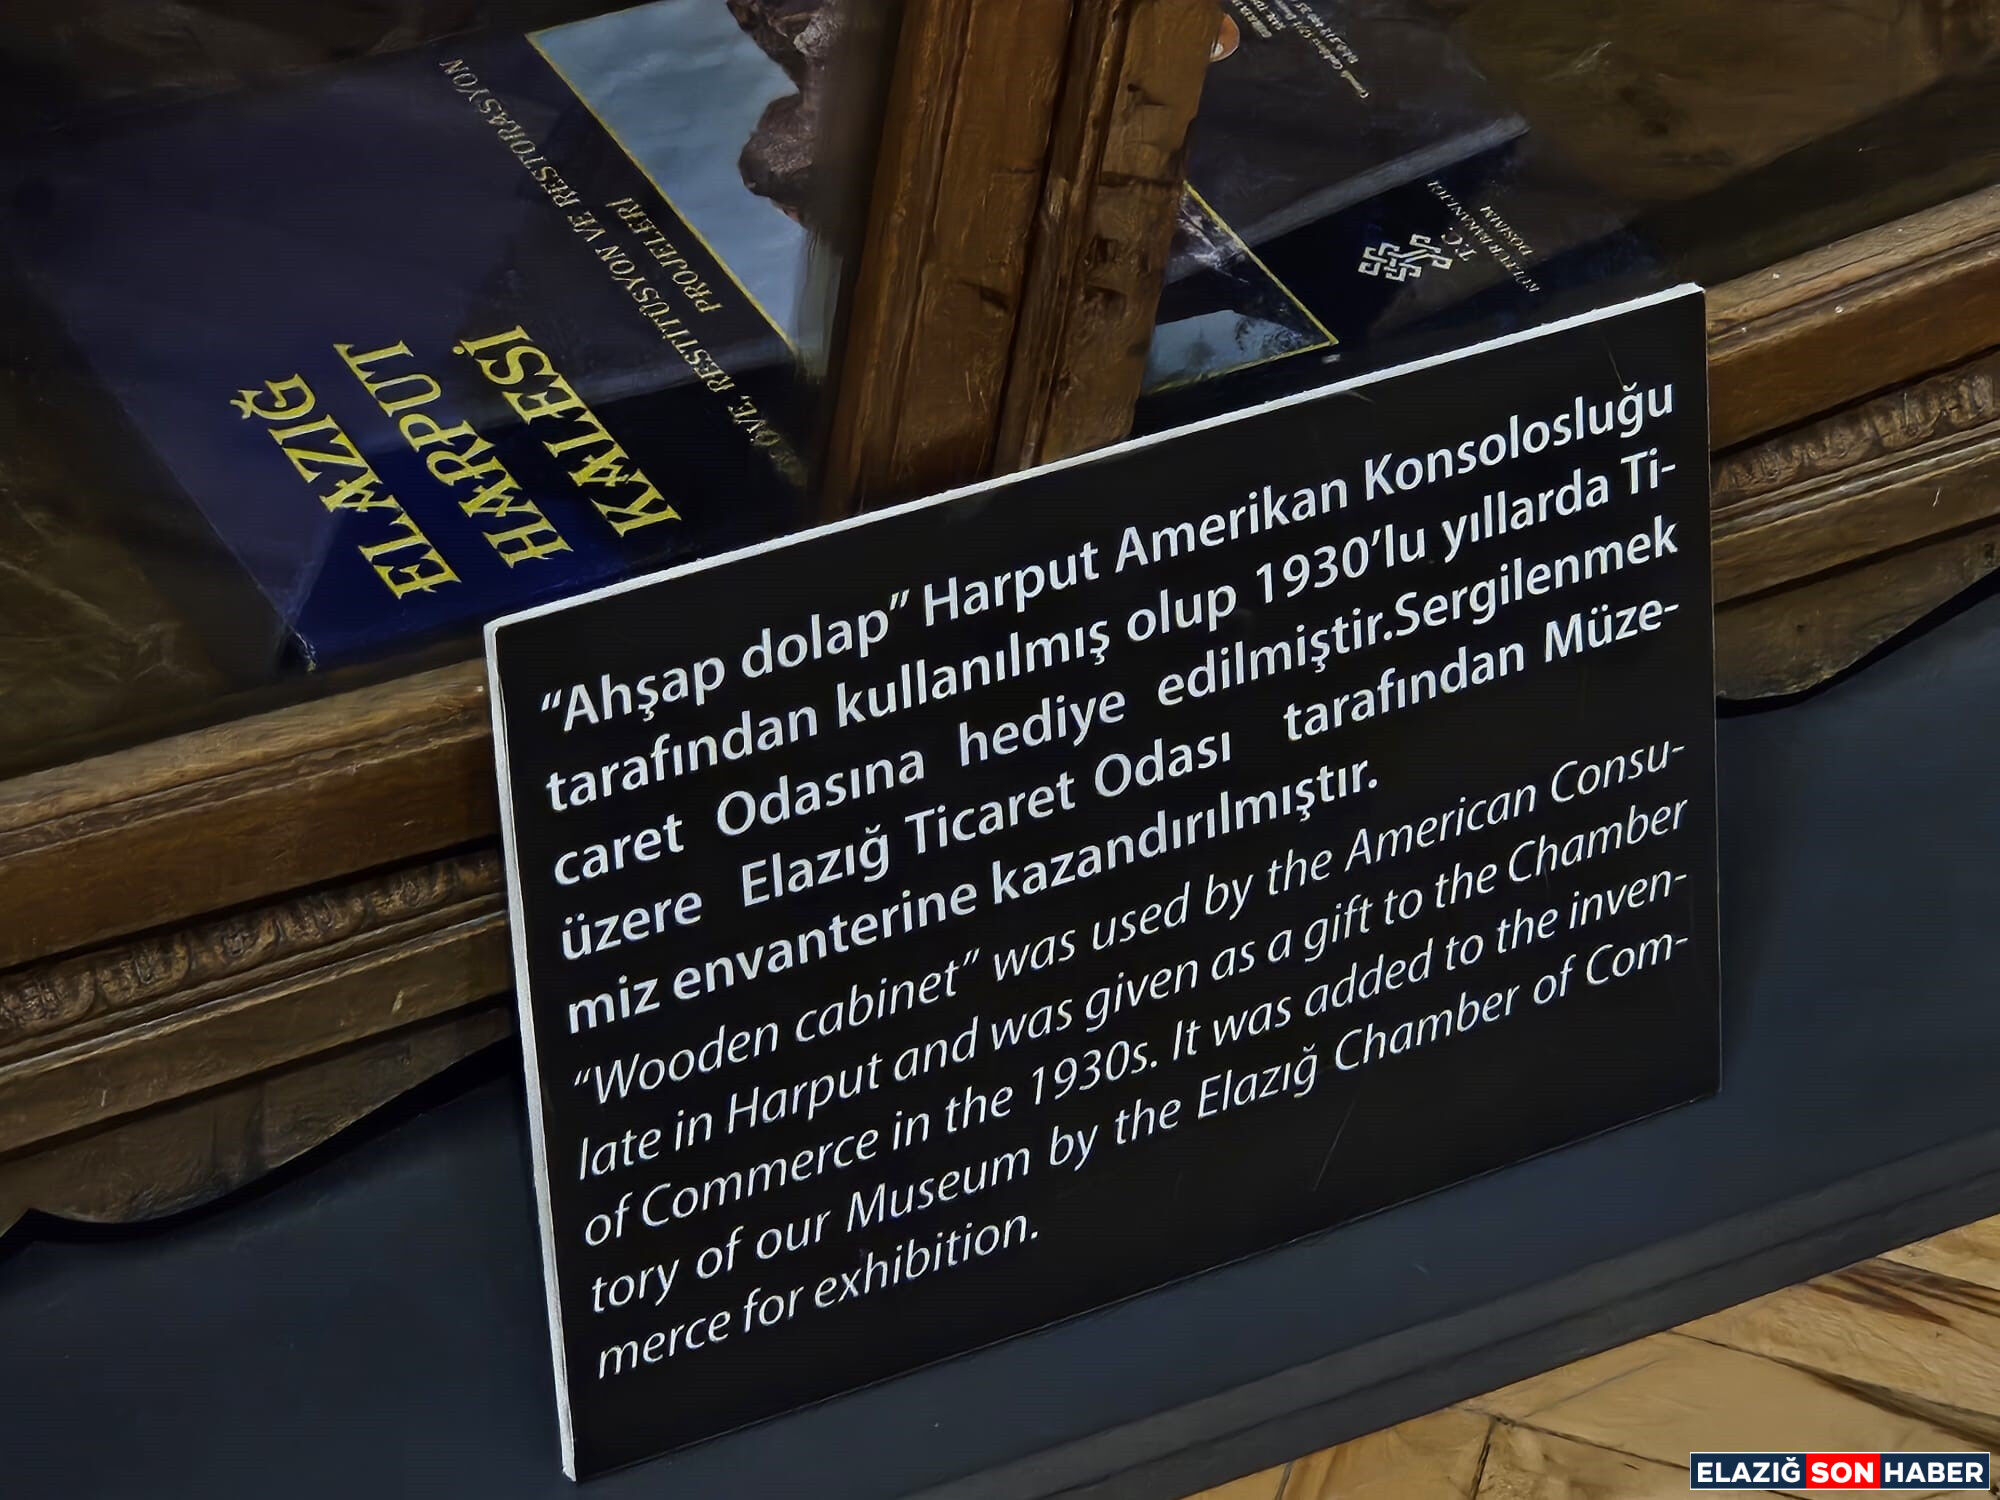 ELAZIĞ
HARPUT
KALESİ
RESTİTÜSYON VE RESTORASYON
PROJELERİ
T.C.
“Ahşap dolap” Harput Amerikan Konsolosluğu
tarafından kullanılmış olup 1930’lu yıllarda Ti-
caret Odasına hediye edilmiştir.Sergilenmek
üzere Elazığ Ticaret Odası tarafından Müze-
miz envanterine kazandırılmıştır.
“Wooden cabinet” was used by the American Consu-
late in Harput and was given as a gift to the Chamber
of Commerce in the 1930s. It was added to the inven-
tory of our Museum by the Elazığ Chamber of Com-
merce for exhibition.
ELAZIĞ SON HABER